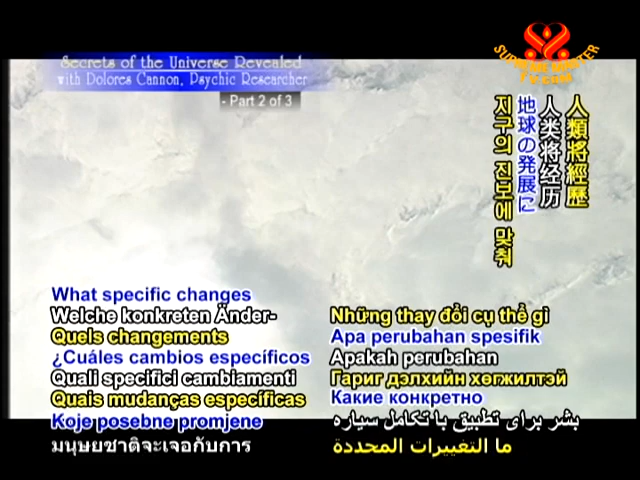 Secrets of the Universe Revealed
with Dolores Cannon, Psychic Researcher
- Part 2 of 3
SUPREME MASTER
TV.com
人類將經歷
人类将经历
地球の発展に
지구의 진보에 맞춰
What specific changes
Welche konkreten Änder-
Quels changements
¿Cuáles cambios específicos
Quali specifici cambiamenti
Quais mudanças específicas
Koje posebne promjene
มนุษยชาติจะเจอกับการ
Những thay đổi cụ thể gì
Apa perubahan spesifik
Apakah perubahan
Гариг дэлхийн хөгжилтэй
Какие конкретно
بشر برای تطبیق با تکامل سیاره
ما التغييرات المحددة